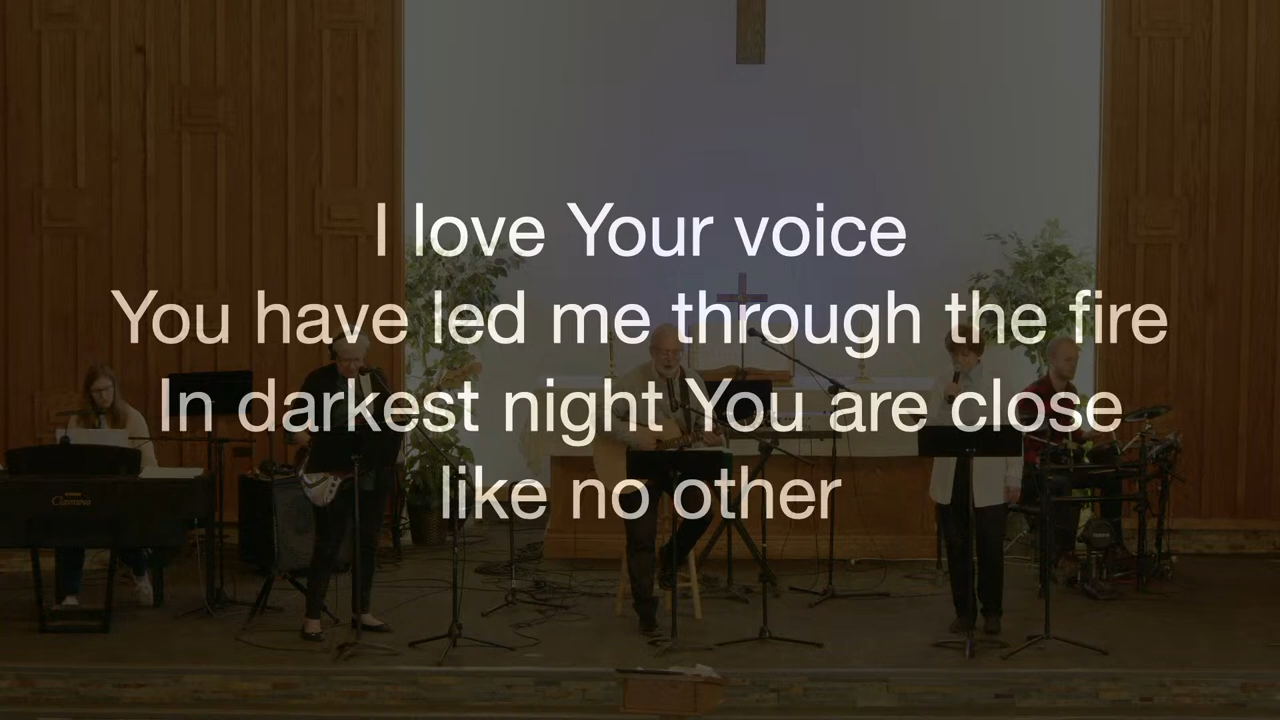 I love Your voice
You have led me through the fire
In darkest night You are close
like no other
Clavinova